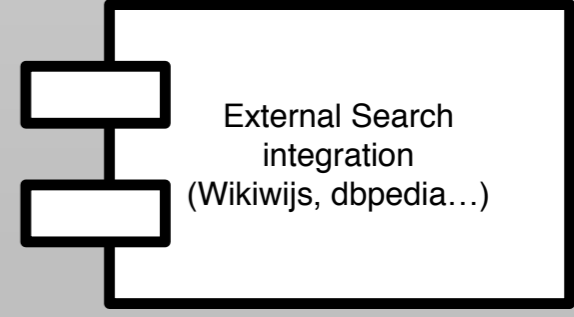 External Search
integration
(Wikiwijs, dbpedia…)